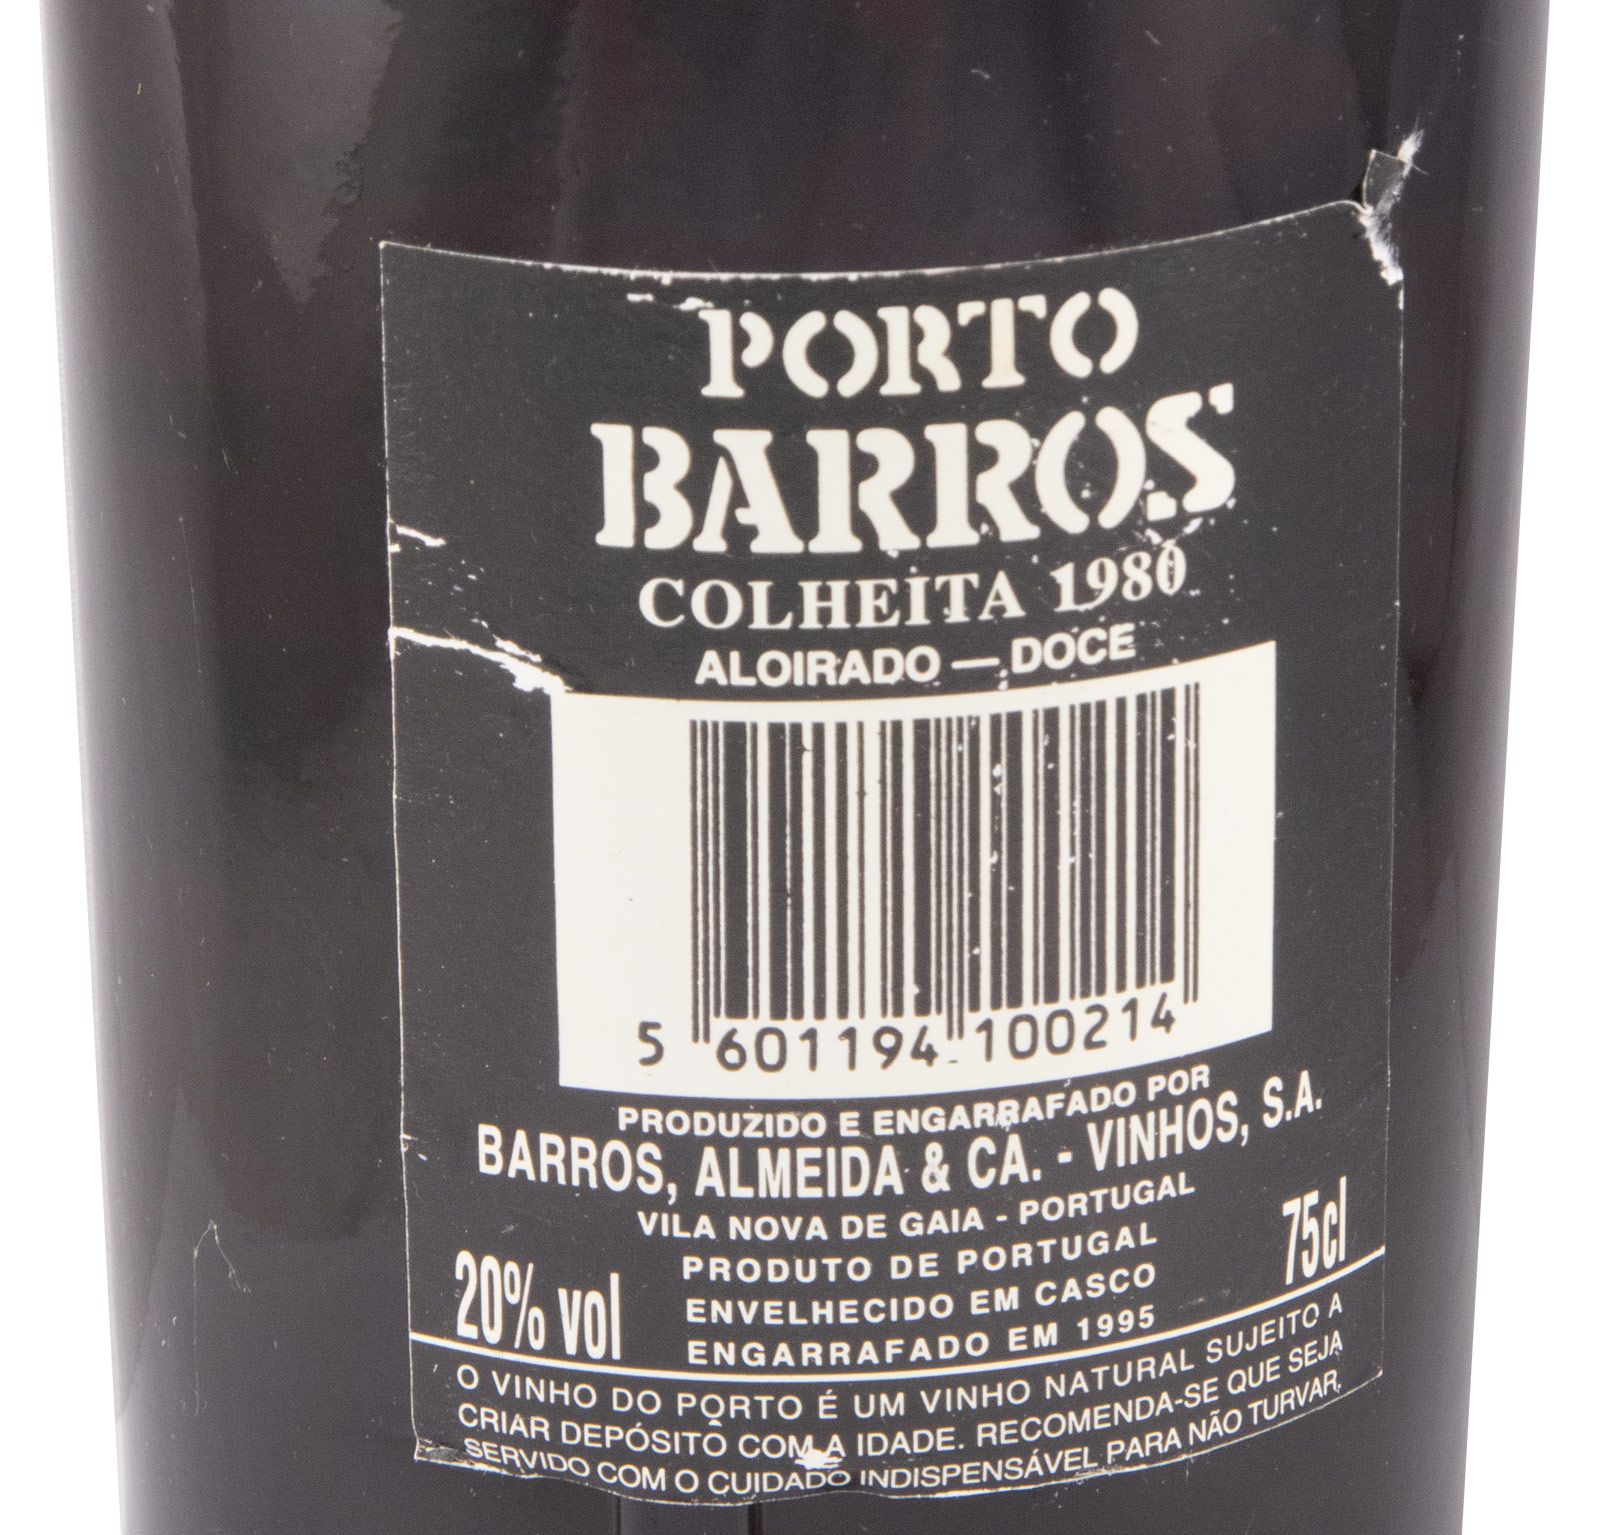 PORTO
BARROS
COLHEITA 1980
ALOIRADO — DOCE
5 601194 100214
PRODUZIDO E ENGARRAFADO POR
BARROS, ALMEIDA & CA. - VINHOS, S.A.
VILA NOVA DE GAIA - PORTUGAL
PRODUTO DE PORTUGAL
ENVELHECIDO EM CASCO
ENGARRAFADO EM 1995
20% vol
75cl
O VINHO DO PORTO É UM VINHO NATURAL SUJEITO A
CRIAR DEPÓSITO COM A IDADE. RECOMENDA-SE QUE SEJA
SERVIDO COM O CUIDADO INDISPENSÁVEL PARA NÃO TURVAR.